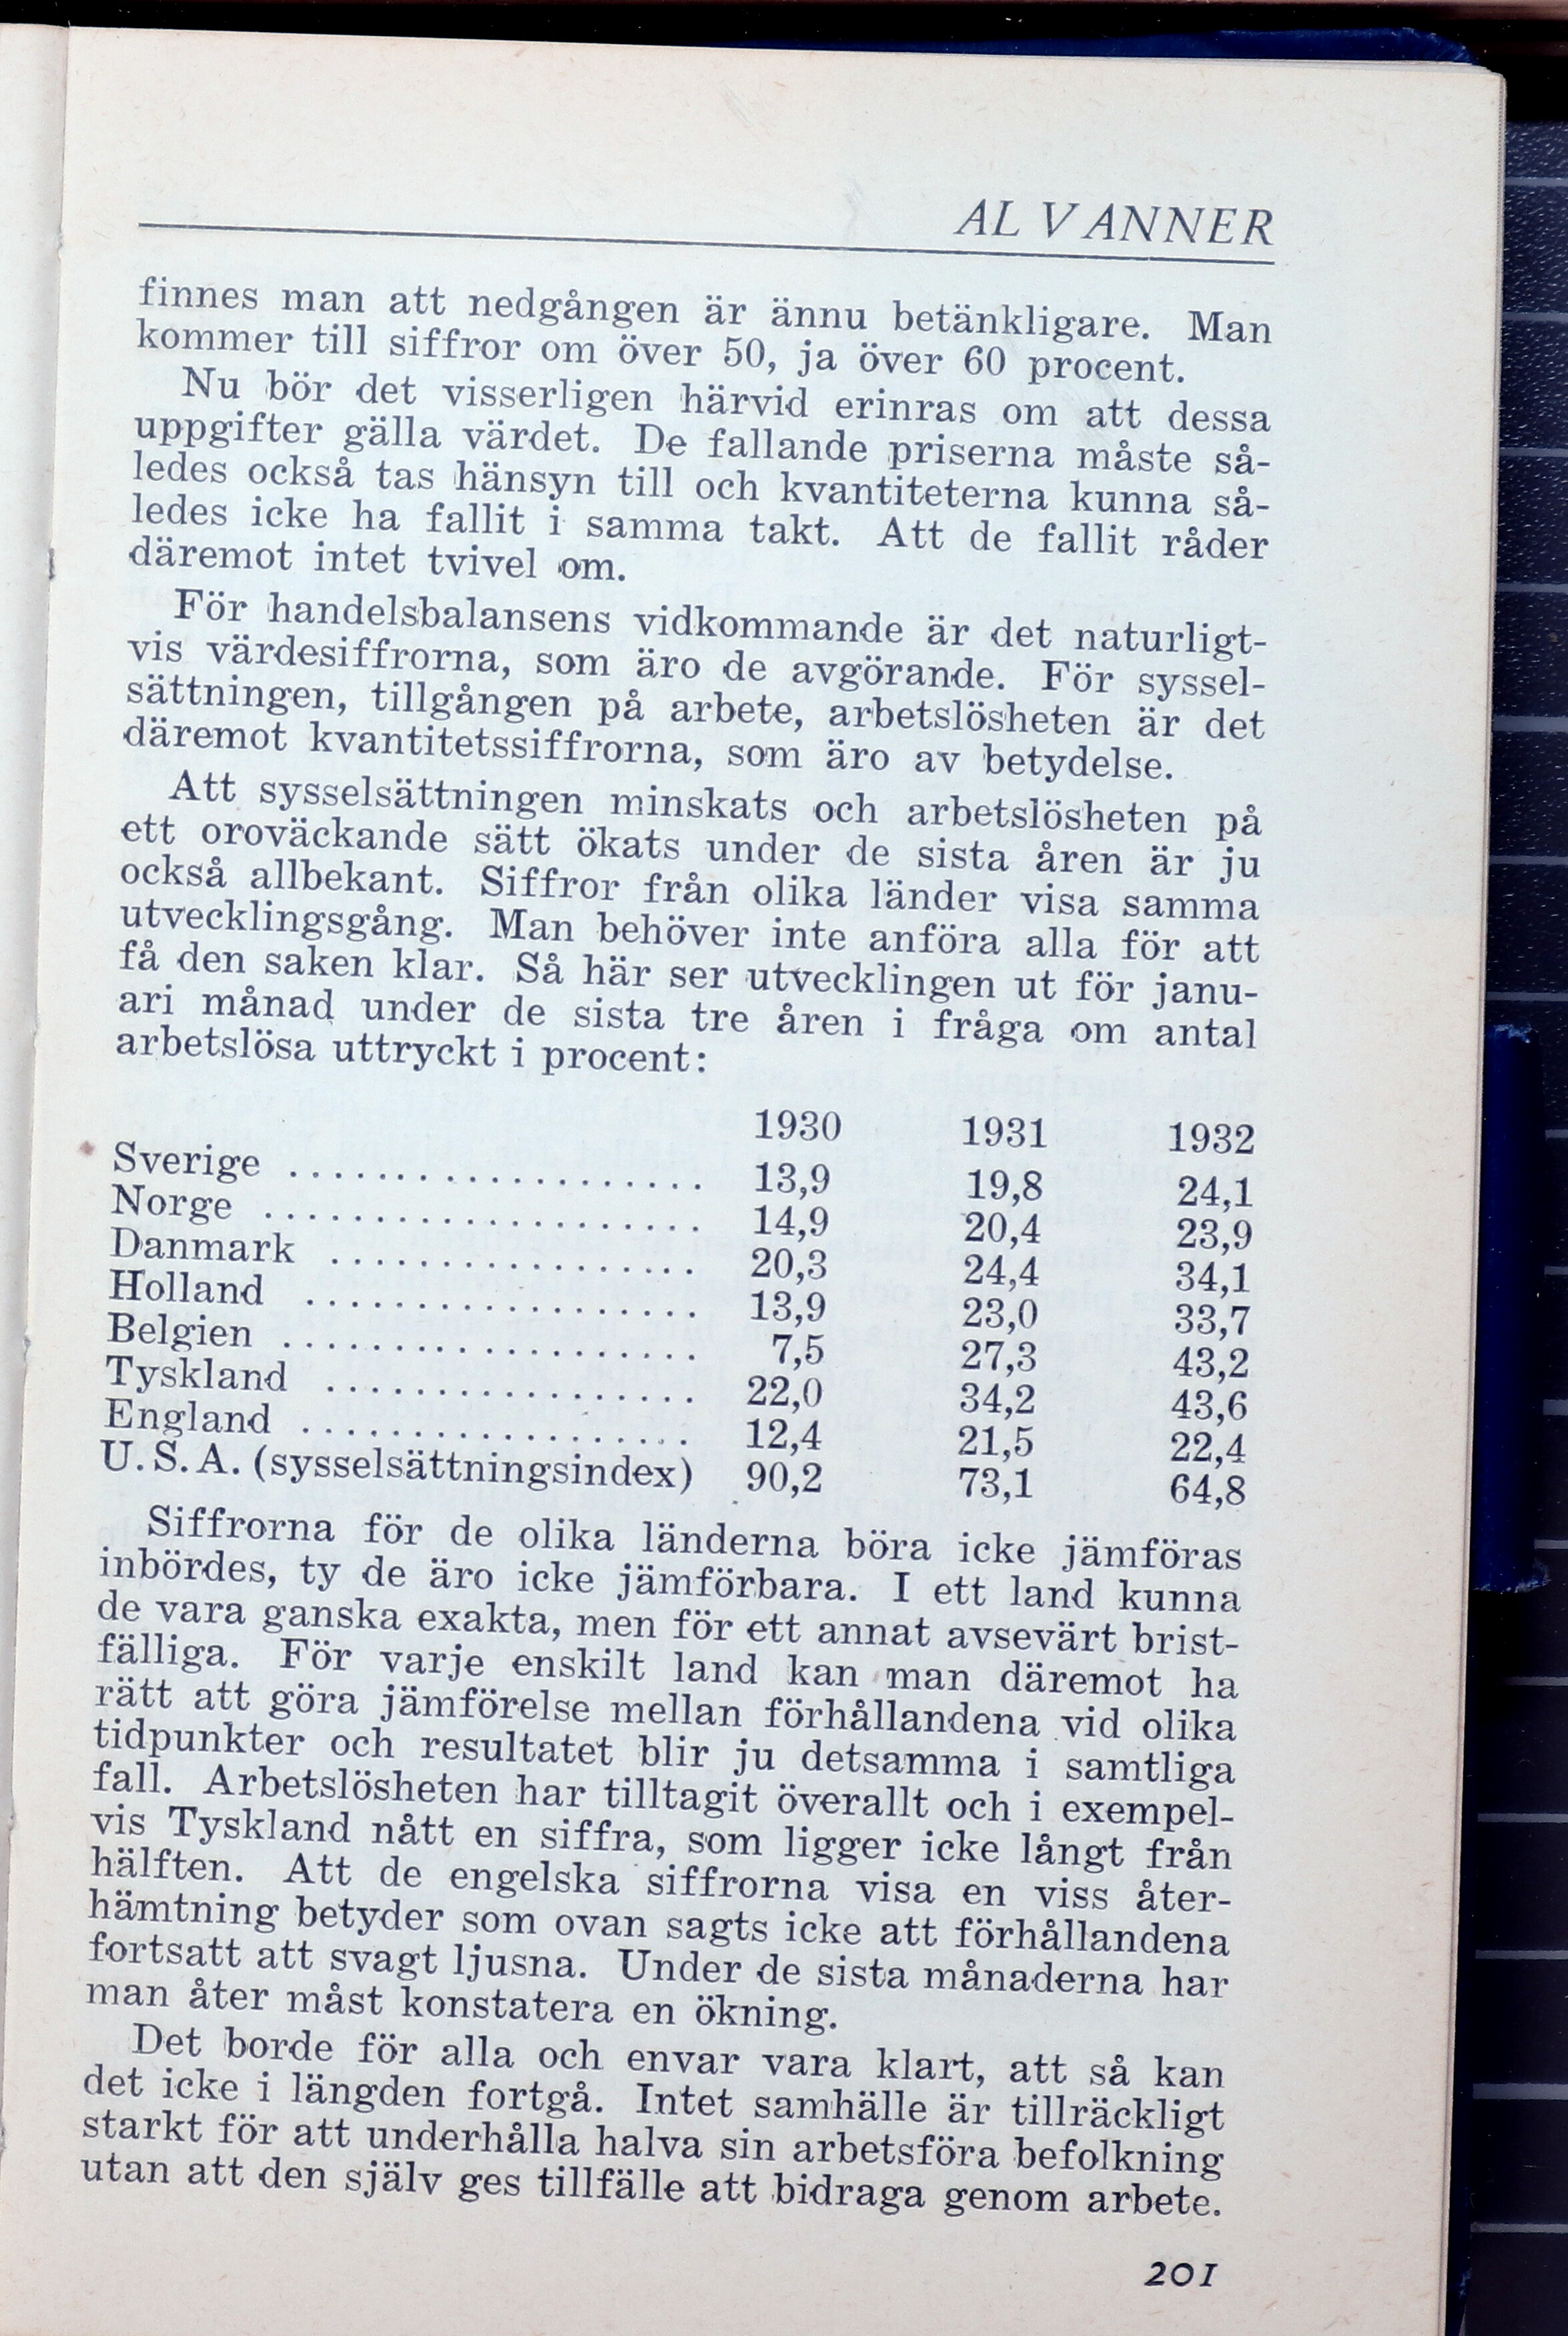 AL VANNER
finnes man att nedgången är ännu betänkligare. Man
kommer till siffror om över 50, ja över 60 procent.
Nu bör det visserligen härvid erinras om att dessa
uppgifter gälla värdet. De fallande priserna måste så-
ledes också tas hänsyn till och kvantiteterna kunna så-
ledes icke ha fallit i samma takt. Att de fallit råder
däremot intet tvivel om.
För handelsbalansens vidkommande är det naturligt-
vis värdesiffrorna, som äro de avgörande. För syssel-
sättningen, tillgången på arbete, arbetslösheten är det
däremot kvantitetssiffrorna, som äro av betydelse.
Att sysselsättningen minskats och arbetslösheten på
ett oroväckande sätt ökats under de sista åren är ju
också allbekant. Siffror från olika länder visa samma
utvecklingsgång. Man behöver inte anföra alla för att
få den saken klar. Så här ser utvecklingen ut för janu-
ari månad under de sista tre åren i fråga om antal
arbetslösa uttryckt i procent:
1930 1931 1932
Sverige .................... 13,9 19,8 24,1
Norge ..................... 14,9 20,4 23,9
Danmark .................. 20,3 24,4 34,1
Holland ................... 13,9 23,0 33,7
Belgien .................... 7,5 27,3 43,2
Tyskland .................. 22,0 34,2 43,6
England ................... 12,4 21,5 22,4
U. S. A. (sysselsättningsindex) 90,2 73,1 64,8
Siffrorna för de olika länderna böra icke jämföras
inbördes, ty de äro icke jämförbara. I ett land kunna
de vara ganska exakta, men för ett annat avsevärt brist-
fälliga. För varje enskilt land kan man däremot ha
rätt att göra jämförelse mellan förhållandena vid olika
tidpunkter och resultatet blir ju detsamma i samtliga
fall. Arbetslösheten har tilltagit överallt och i exempel-
vis Tyskland nått en siffra, som ligger icke långt från
hälften. Att de engelska siffrorna visa en viss åter-
hämtning betyder som ovan sagts icke att förhållandena
fortsatt att svagt ljusna. Under de sista månaderna har
man åter måst konstatera en ökning.
Det borde för alla och envar vara klart, att så kan
det icke i längden fortgå. Intet samhälle är tillräckligt
starkt för att underhålla halva sin arbetsföra befolkning
utan att den själv ges tillfälle att bidraga genom arbete.
201